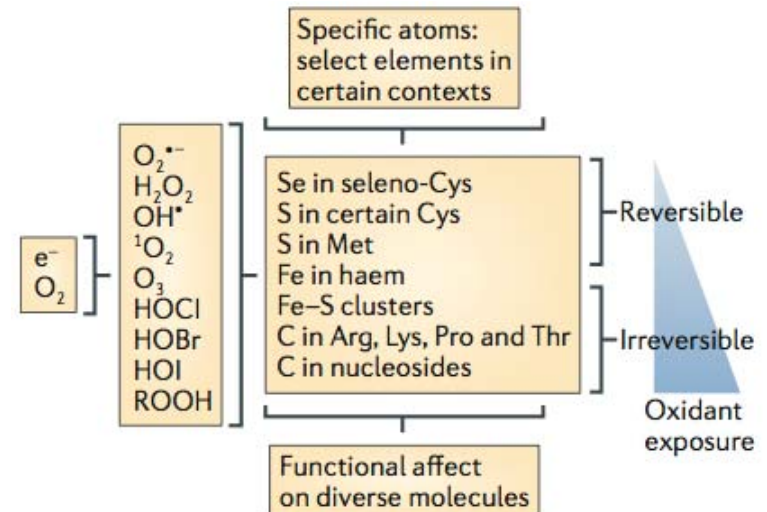 Specific atoms:
select elements in
certain contexts
e⁻
O₂
O₂•⁻
H₂O₂
OH•
¹O₂
O₃
HOCl
HOBr
HOI
ROOH
Se in seleno-Cys
S in certain Cys
S in Met
Fe in haem
Fe–S clusters
C in Arg, Lys, Pro and Thr
C in nucleosides
Reversible
Irreversible
Oxidant
exposure
Functional affect
on diverse molecules